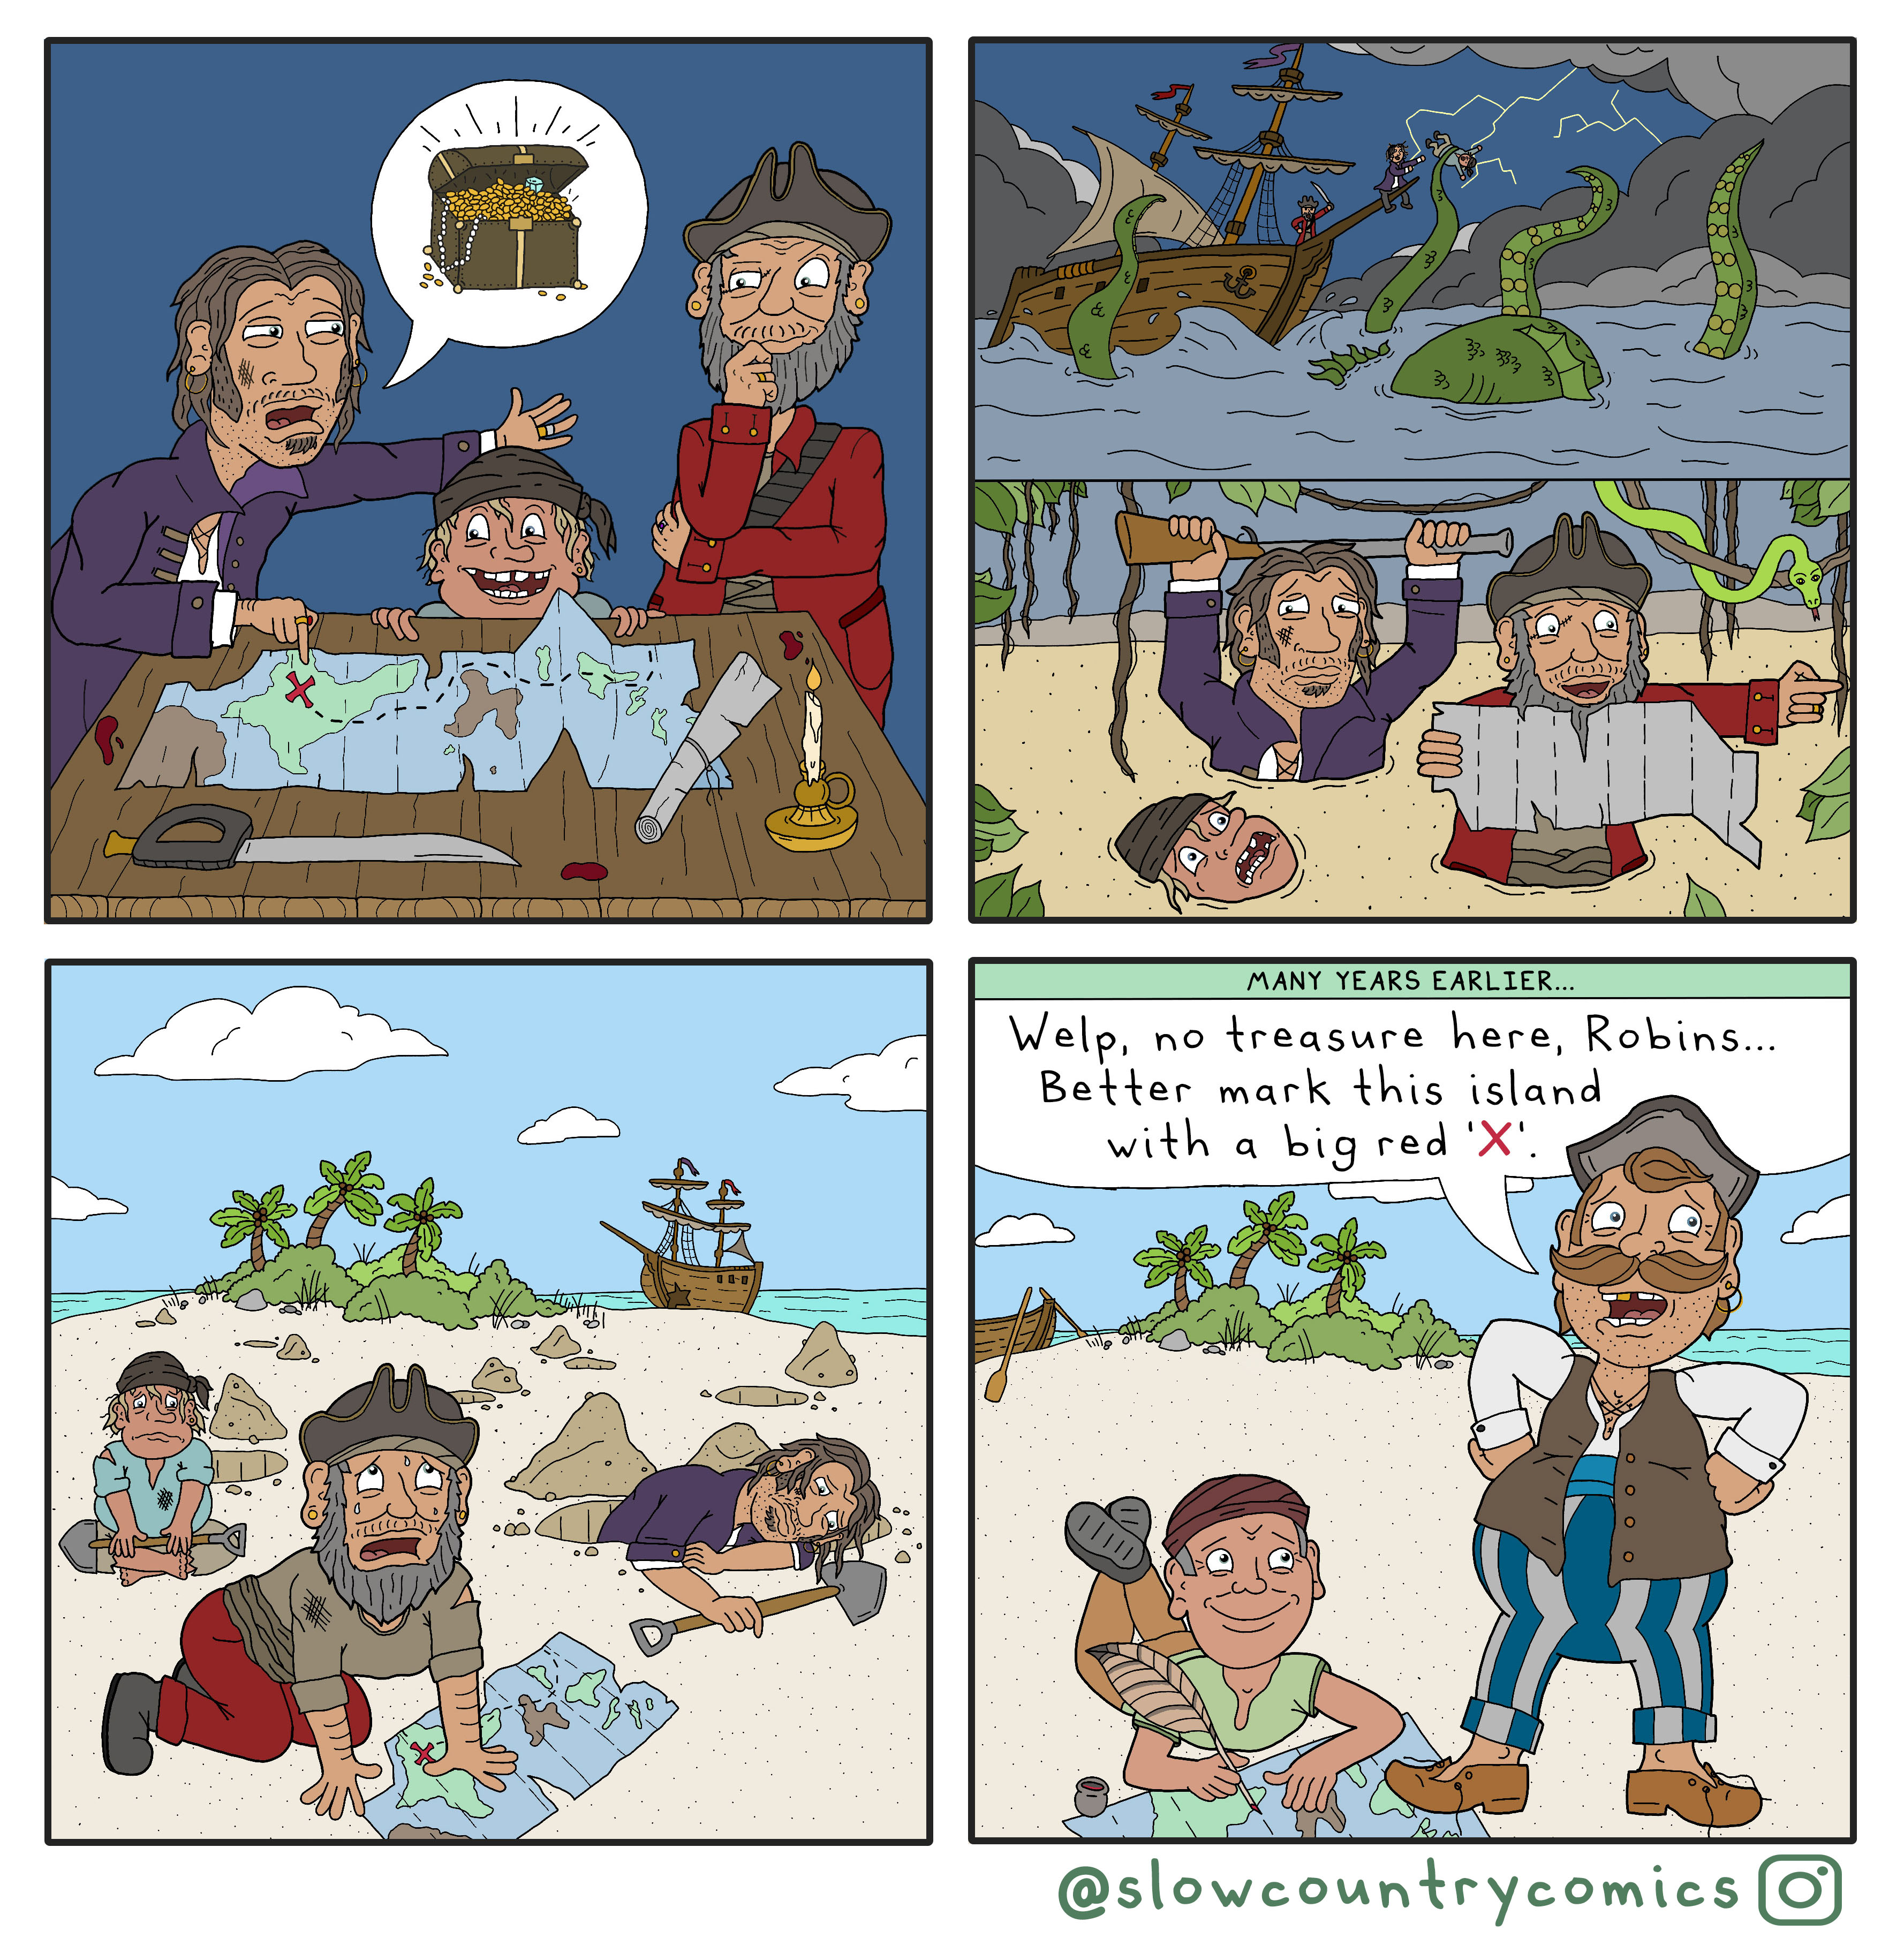 MANY YEARS EARLIER...
Welp, no treasure here, Robins...
Better mark this island
with a big red 'X'.
@slowcountrycomics